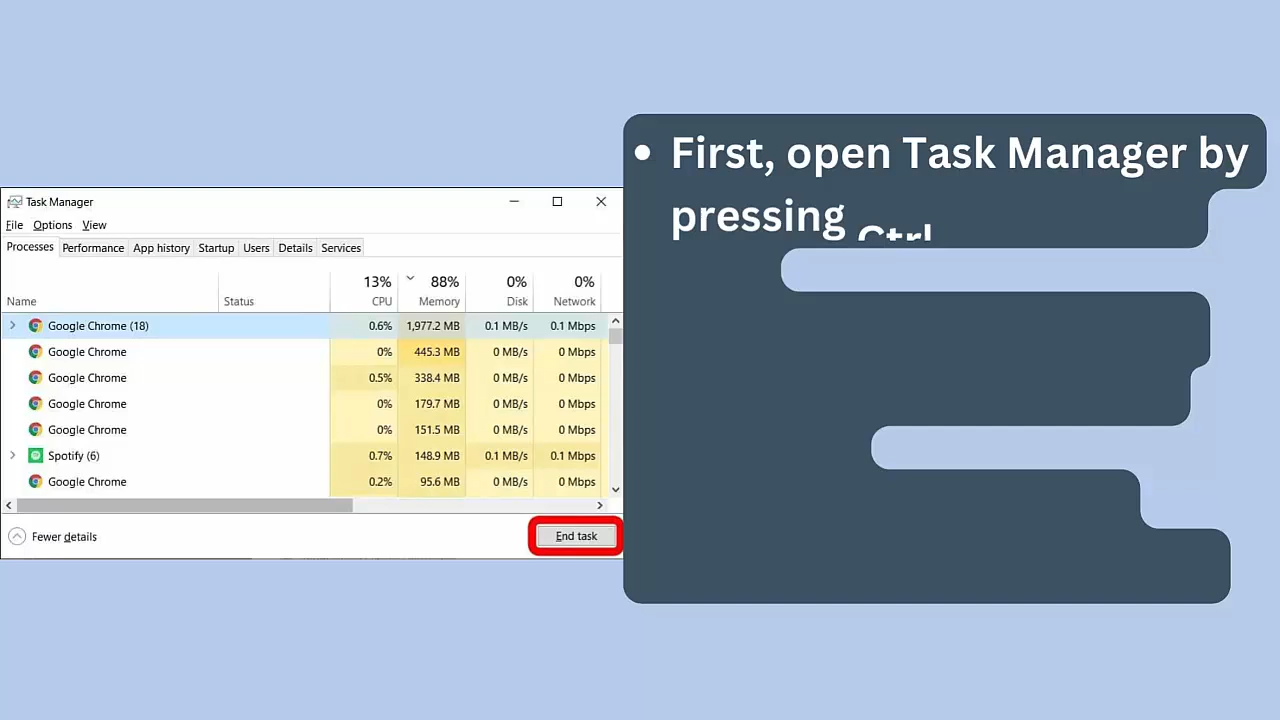 Task Manager
File Options View
Processes Performance App history Startup Users Details Services
13% 88% 0% 0%
Name Status CPU Memory Disk Network
Google Chrome (18) 0.6% 1,977.2 MB 0.1 MB/s 0.1 Mbps
Google Chrome 0% 445.3 MB 0 MB/s 0 Mbps
Google Chrome 0.5% 338.4 MB 0 MB/s 0 Mbps
Google Chrome 0% 179.7 MB 0 MB/s 0 Mbps
Google Chrome 0% 151.5 MB 0 MB/s 0 Mbps
Spotify (6) 0.7% 148.9 MB 0.1 MB/s 0.1 Mbps
Google Chrome 0.2% 95.6 MB 0 MB/s 0 Mbps
Fewer details End task
• First, open Task Manager by
pressing Ctrl